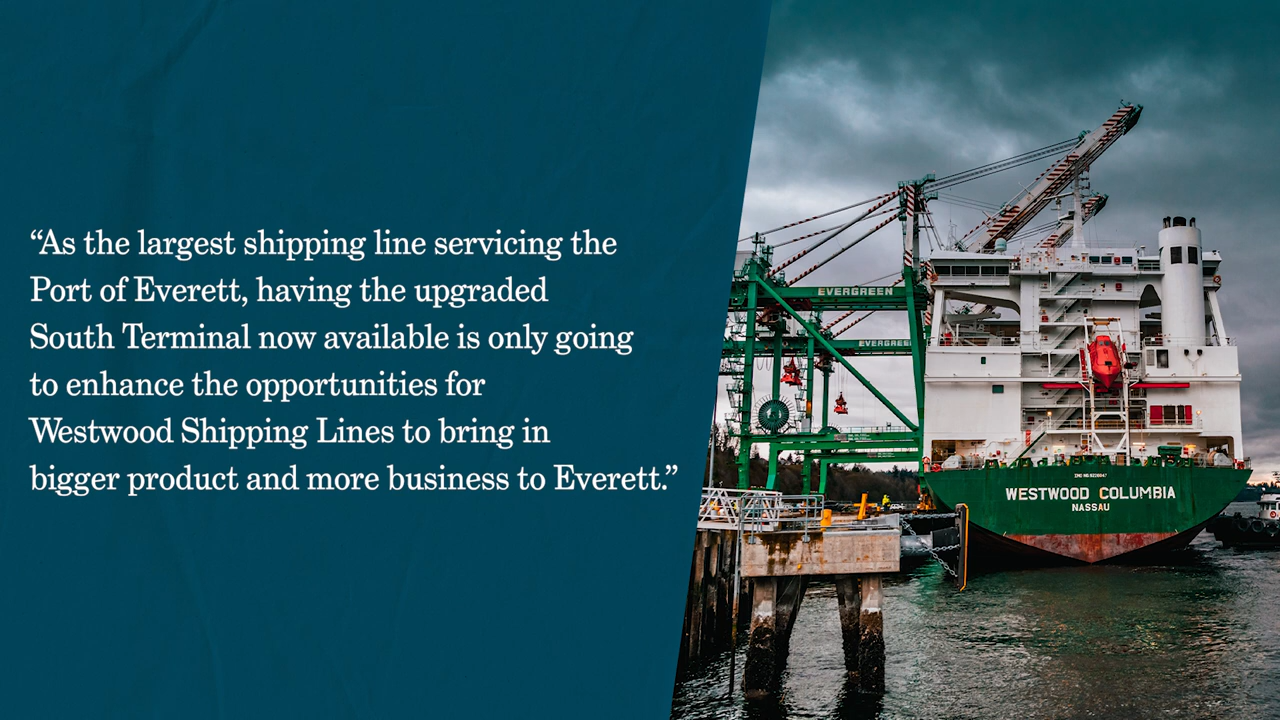 “As the largest shipping line servicing the
Port of Everett, having the upgraded
South Terminal now available is only going
to enhance the opportunities for
Westwood Shipping Lines to bring in
bigger product and more business to Everett.”
EVERGREEN
EVERGREEN
WESTWOOD COLUMBIA
NASSAU